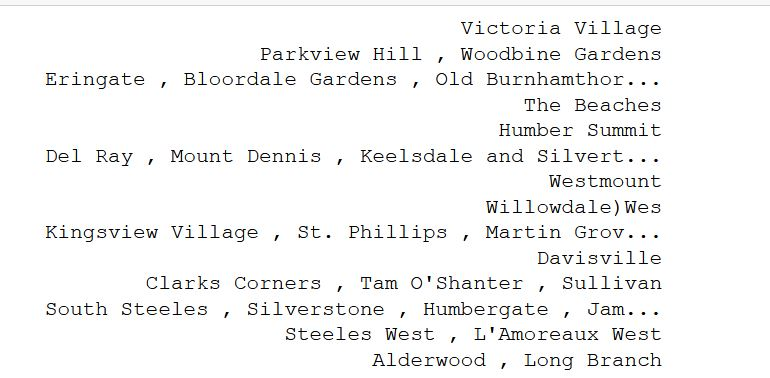 Victoria Village
Parkview Hill , Woodbine Gardens
Eringate , Bloordale Gardens , Old Burnhamthor...
The Beaches
Humber Summit
Del Ray , Mount Dennis , Keelsdale and Silvert...
Westmount
Willowdale)Wes
Kingsview Village , St. Phillips , Martin Grov...
Davisville
Clarks Corners , Tam O'Shanter , Sullivan
South Steeles , Silverstone , Humbergate , Jam...
Steeles West , L'Amoreaux West
Alderwood , Long Branch